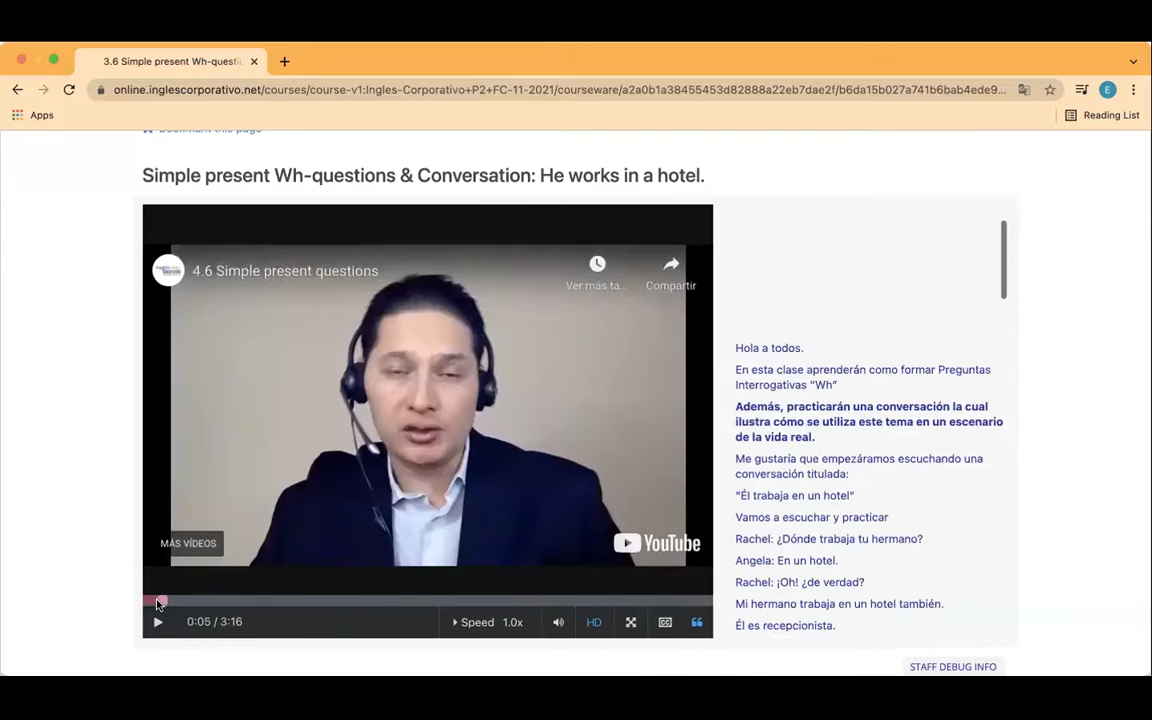 3.6 Simple present Wh-questi
online.inglescorporativo.net/courses/course-v1:Ingles-Corporativo+P2+FC-11-2021/courseware/a2a0b1a38455453d82888a22eb7dae2f/b6da15b027a741b6bab4ede9...
E
Apps
Reading List
Bookmark this page
Simple present Wh-questions & Conversation: He works in a hotel.
4.6 Simple present questions
Ver más ta...
Compartir
MÁS VÍDEOS
YouTube
0:05 / 3:16
Speed 1.0x
HD
CC
Hola a todos.
En esta clase aprenderán como formar Preguntas
Interrogativas "Wh"
Además, practicarán una conversación la cual
ilustra cómo se utiliza este tema en un escenario
de la vida real.
Me gustaría que empezáramos escuchando una
conversación titulada:
"Él trabaja en un hotel"
Vamos a escuchar y practicar
Rachel: ¿Dónde trabaja tu hermano?
Angela: En un hotel.
Rachel: ¡Oh! ¿de verdad?
Mi hermano trabaja en un hotel también.
Él es recepcionista.
STAFF DEBUG INFO